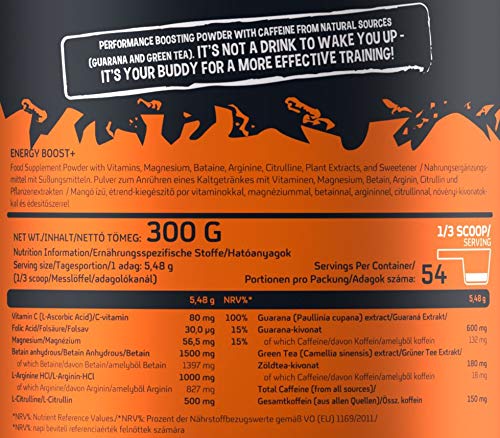 PERFORMANCE BOOSTING POWDER WITH CAFFEINE FROM NATURAL SOURCES
(GUARANA AND GREEN TEA). IT'S NOT A DRINK TO WAKE YOU UP -
IT'S YOUR BUDDY FOR A MORE EFFECTIVE TRAINING!
ENERGY BOOST+
Food Supplement Powder with Vitamins, Magnesium, Bataine, Arginine, Citrulline, Plant Extracts, and Sweetener / Nahrungsergänzungs-
mittel mit Süßungsmitteln. Pulver zum Anrühren eines Kaltgetränkes mit Vitaminen, Magnesium, Betain, Arginin, Citrullin und
Pflanzenextrakten / Mangó ízű, étrend-kiegészítő por vitaminokkal, magnéziummal, betainnal, argininnel, citrullinnal, növényi-kivonatok-
kal és édesítőszerrel
NET WT./INHALT/NETTÓ TÖMEG: 300 G
Nutrition Information/Ernährungsspezifische Stoffe/Hatóanyagok
Serving size/Tagesportion/1 adag: 5,48 g
(1/3 scoop/Messlöffel/adagolókanál)
Servings Per Container/
Portionen pro Packung/Adagok száma: 54
1/3 SCOOP/
SERVING
5,48 g NRV%*
Vitamin C (L-Ascorbic Acid)/C-vitamin 80 mg 100%
Folic Acid/Folsäure/Folsav 30,0 µg 15%
Magnesium/Magnézium 56,5 mg 15%
Betain anhydrous/Betain Anhydrous/Betain 1500 mg
of which Betaine/davon Betain/amelyből Betain 1397 mg
L-Arginine HCl/L-Arginin-HCl 1000 mg
of which Arginine/davon Arginin/amelyből Arginin 827 mg
L-Citrulline/L-Citrullin 500 mg
5,48 g
Guarana (Paullinia cupana) extract/Guaraná Extrakt/
Guarana-kivonat 600 mg
of which Caffeine/davon Koffein/amelyből koffein 132 mg
Green Tea (Camellia sinensis) extract/Grüner Tee Extrakt/
Zöldtea-kivonat 180 mg
of which Caffeine/davon Koffein/amelyből koffein 18 mg
Total Caffeine (from all sources)/
Gesamtkoffein (aus allen Quellen)/Össz. koffein 150 mg
*NRV: Nutrient Reference Values./*NRV%: Prozent der Nährstoffbezugswerte gemäß VO (EU) 1169/2011/
*NRV%: napi beviteli referenciaérték felnőttek számára